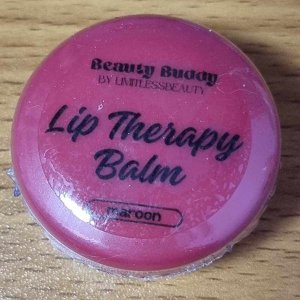 Beauty Buddy
BY LIMITLESSBEAUTY
Lip Therapy
Balm
maroon